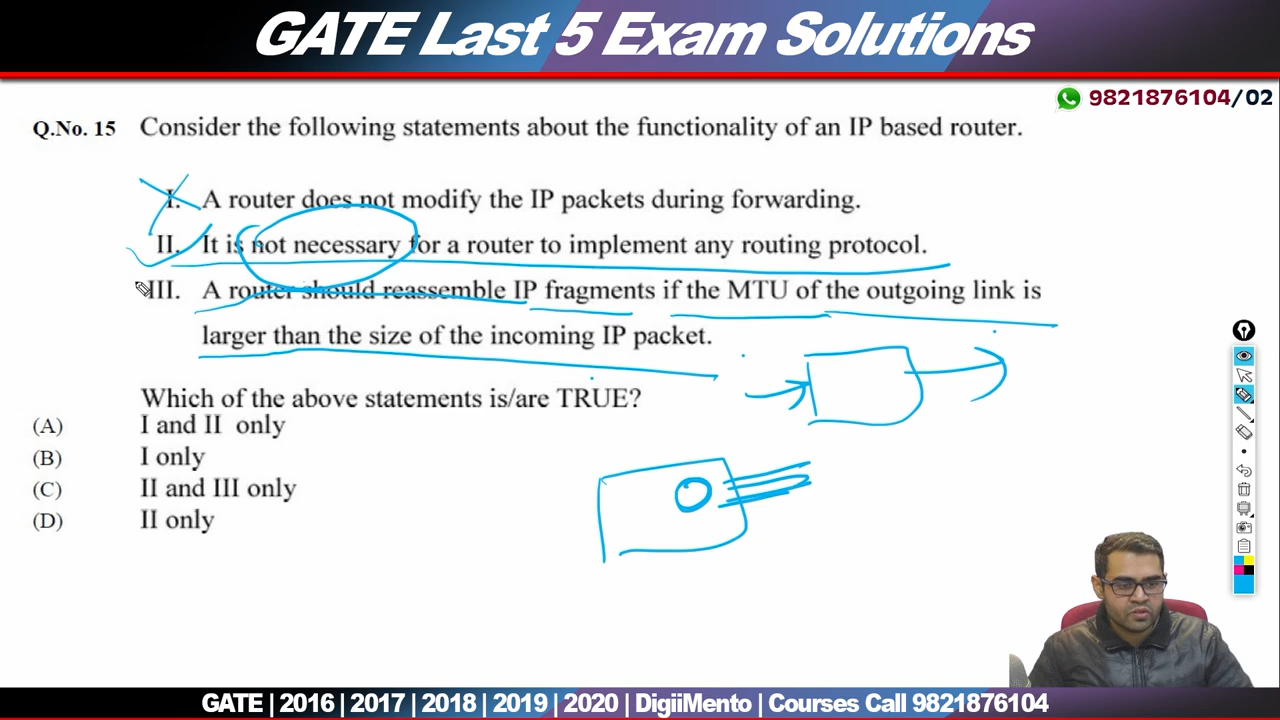 GATE Last 5 Exam Solutions
9821876104/02
Q.No. 15 Consider the following statements about the functionality of an IP based router.
I. A router does not modify the IP packets during forwarding.
II. It is not necessary for a router to implement any routing protocol.
III. A router should reassemble IP fragments if the MTU of the outgoing link is
larger than the size of the incoming IP packet.
Which of the above statements is/are TRUE?
(A) I and II only
(B) I only
(C) II and III only
(D) II only
GATE | 2016 | 2017 | 2018 | 2019 | 2020 | DigiiMento | Courses Call 9821876104